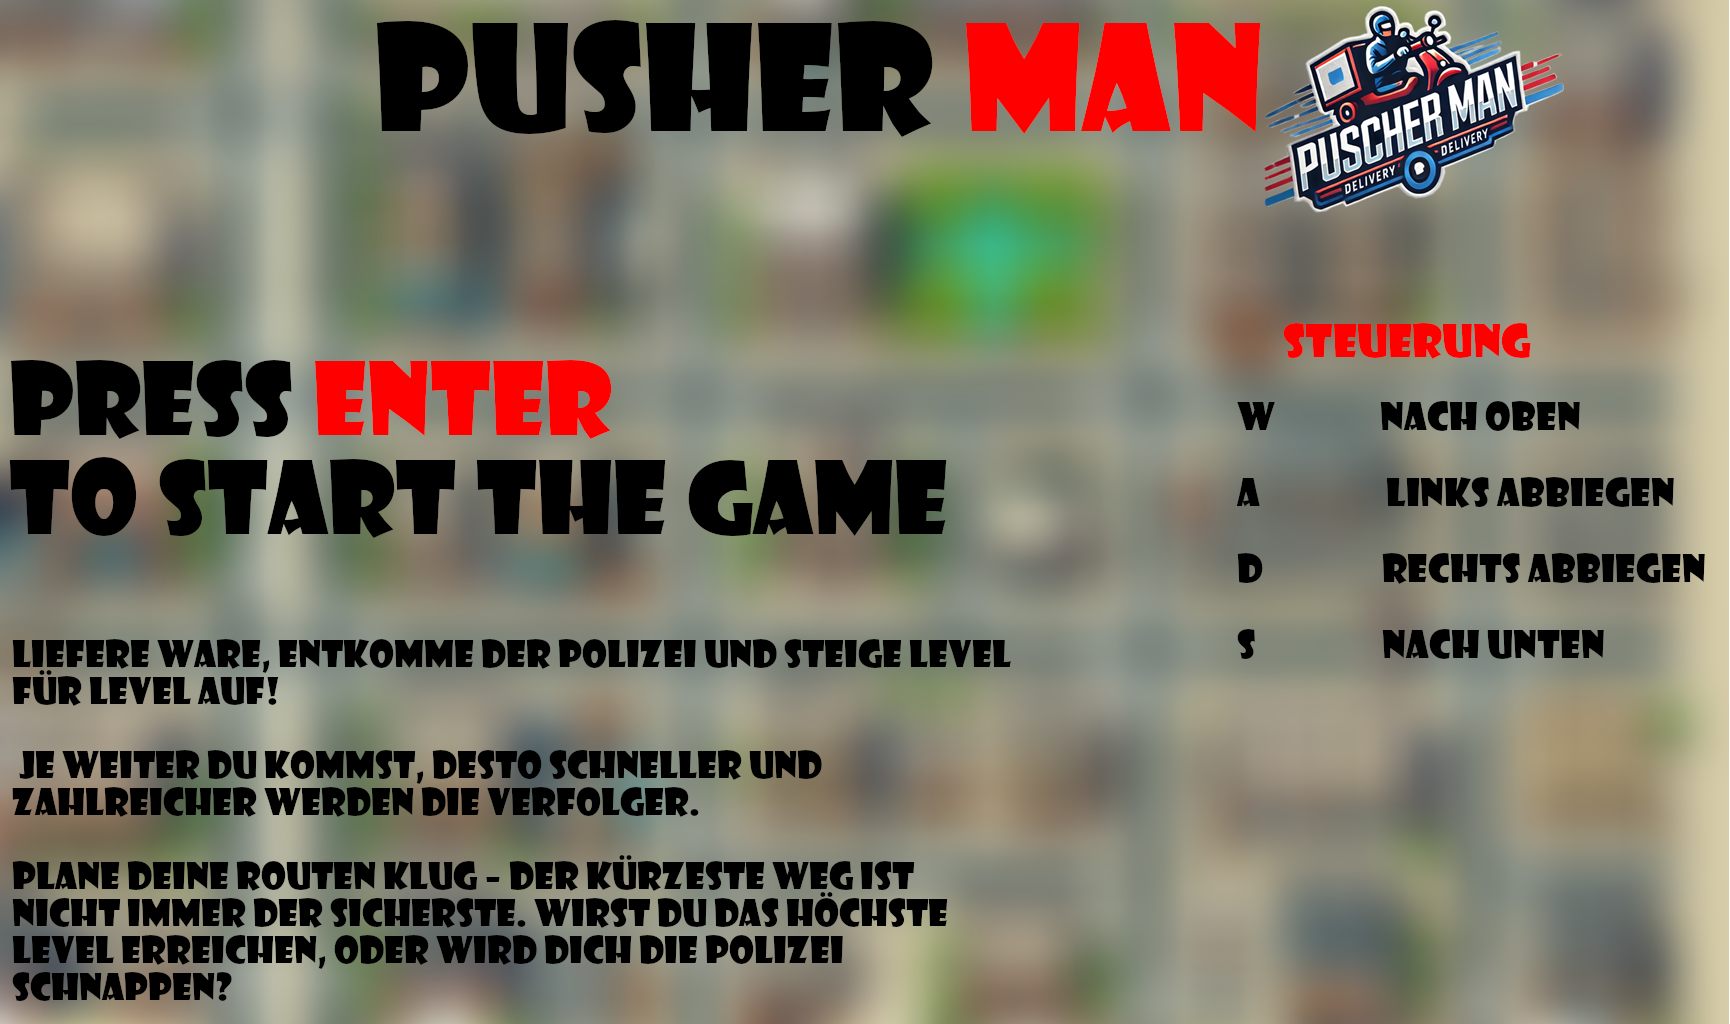 PUSHER MAN
PUSCHER MAN
DELIVERY DELIVERY
PRESS ENTER
TO START THE GAME
STEUERUNG
W NACH OBEN
A LINKS ABBIEGEN
D RECHTS ABBIEGEN
S NACH UNTEN
LIEFERE WARE, ENTKOMME DER POLIZEI UND STEIGE LEVEL
FÜR LEVEL AUF!
JE WEITER DU KOMMST, DESTO SCHNELLER UND
ZAHLREICHER WERDEN DIE VERFOLGER.
PLANE DEINE ROUTEN KLUG – DER KÜRZESTE WEG IST
NICHT IMMER DER SICHERSTE. WIRST DU DAS HÖCHSTE
LEVEL ERREICHEN, ODER WIRD DICH DIE POLIZEI
SCHNAPPEN?